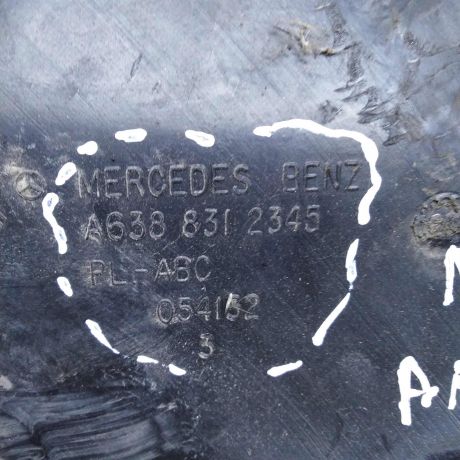 MERCEDES BENZ
A638 831 2345
PL-ABC
054152
3